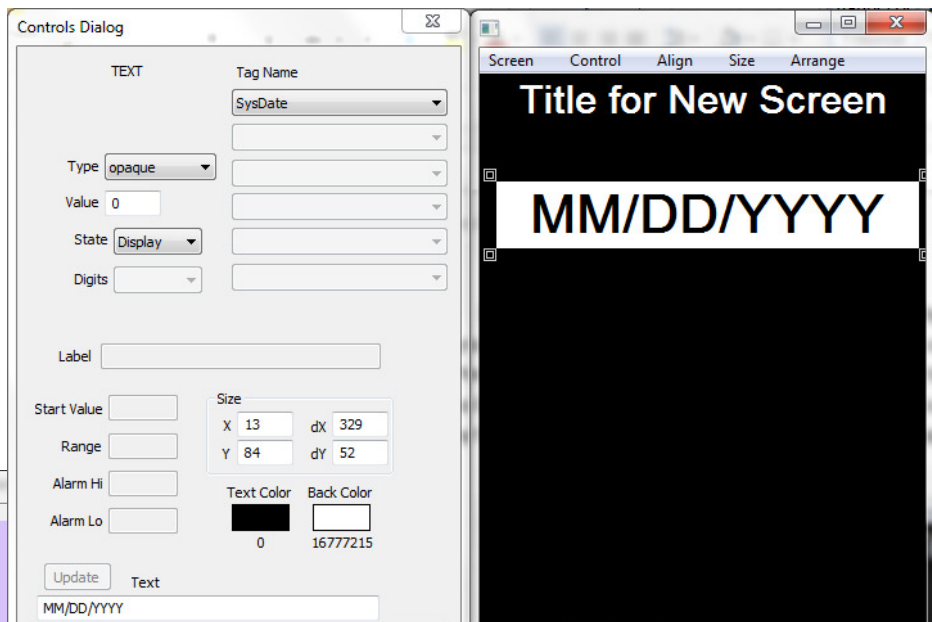 Controls Dialog
TEXT
Tag Name
SysDate
Type opaque
Value 0
State Display
Digits
Label
Start Value
Range
Alarm Hi
Alarm Lo
Size
X 13 dX 329
Y 84 dY 52
Text Color Back Color
0 16777215
Update Text
MM/DD/YYYY
Screen Control Align Size Arrange
Title for New Screen
MM/DD/YYYY